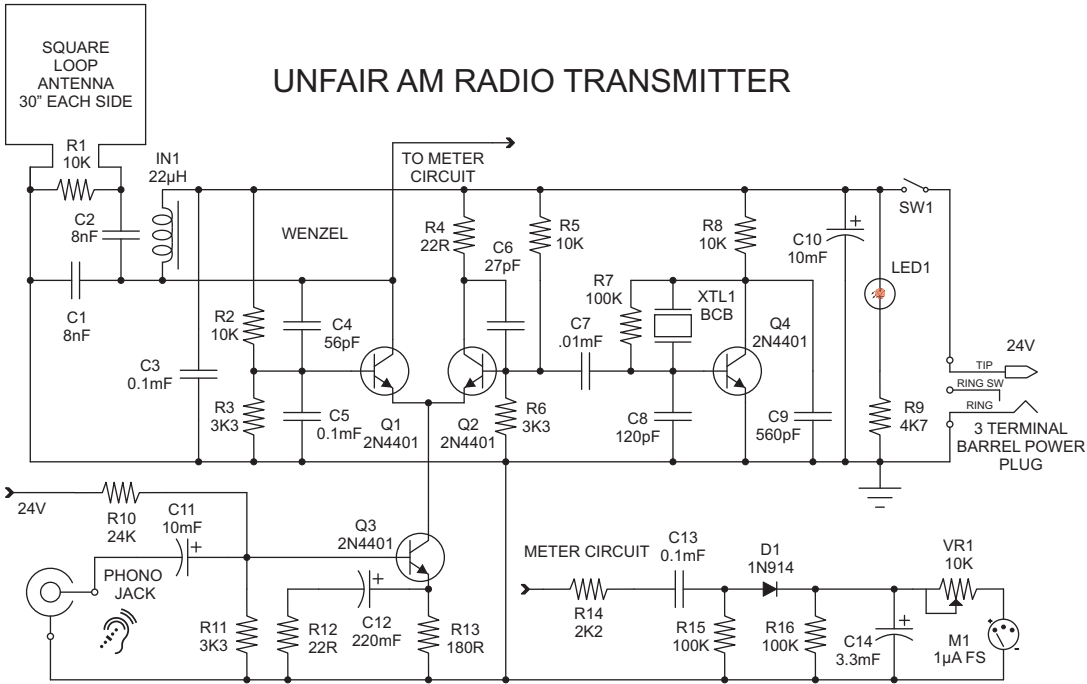 UNFAIR AM RADIO TRANSMITTER
SQUARE
LOOP
ANTENNA
30" EACH SIDE
R1
10K
IN1
22µH
C2
8nF
C1
8nF
WENZEL
TO METER
CIRCUIT
R4
22R
C6
27pF
R5
10K
R8
10K
C10
10mF
SW1
LED1
R2
10K
C4
56pF
C3
0.1mF
R3
3K3
C5
0.1mF
Q1
2N4401
Q2
2N4401
R6
3K3
C7
.01mF
R7
100K
XTL1
BCB
Q4
2N4401
C8
120pF
C9
560pF
R9
4K7
24V
TIP
RING SW
RING
3 TERMINAL
BARREL POWER
PLUG
24V
R10
24K
C11
10mF
PHONO
JACK
R11
3K3
R12
22R
C12
220mF
Q3
2N4401
R13
180R
METER CIRCUIT
R14
2K2
C13
0.1mF
D1
1N914
R15
100K
R16
100K
C14
3.3mF
VR1
10K
M1
1µA FS